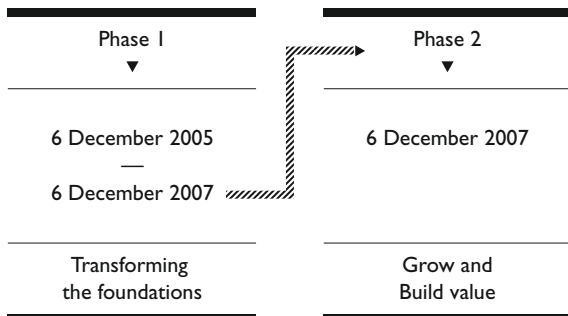 Phase 1
6 December 2005
—
6 December 2007
Transforming
the foundations
Phase 2
6 December 2007
Grow and
Build value